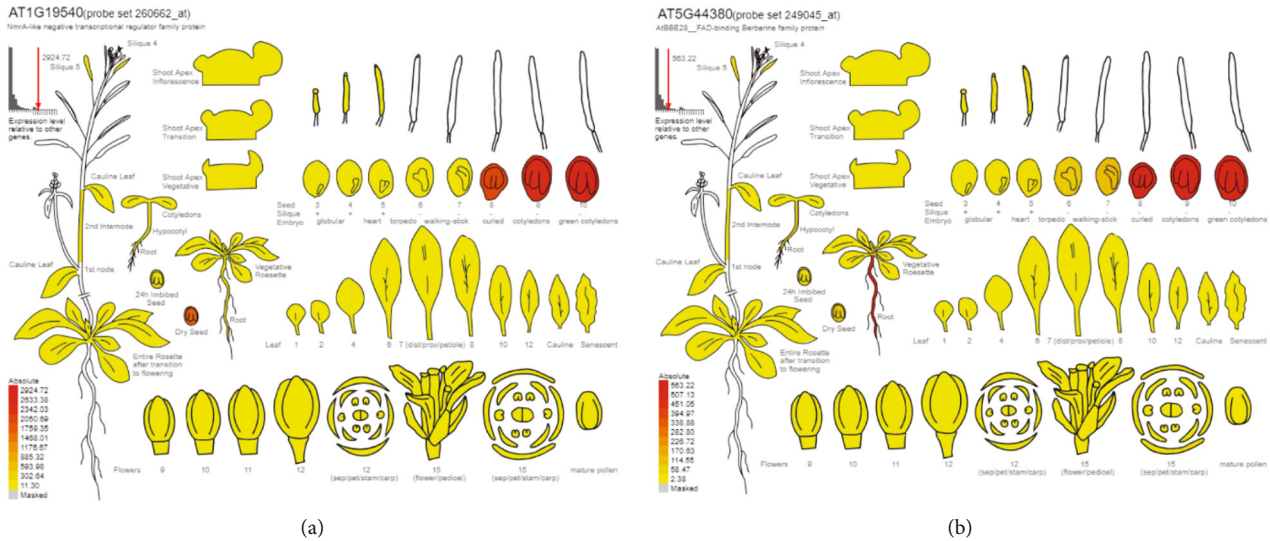 AT1G19540(probe set 260662_at)
NmrA-like negative transcriptional regulator family protein
2924.72
Expression level
relative to other
genes.
Silique 4
Silique 5
Shoot Apex
Inflorescence
Shoot Apex
Transition
Shoot Apex
Vegetative
Cauline Leaf
2nd Internode
Cotyledons
Hypocotyl
Root
Cauline Leaf
1st node
24h Imbibed
Seed
Dry Seed
Vegetative
Roesette
Root
Entire Rosette
after transition
to flowering
Seed 3 4 5 6 7 8 9 10
Silique + + + - - - - -
Embryo globular heart torpedo walking-stick curled cotyledons green cotyledons
Leaf 1 2 4 6 7 (dist/prox/petiole) 8 10 12 Cauline Senescent
Absolute
2924.72
2633.38
2342.03
2050.69
1759.35
1468.01
1176.67
885.32
593.98
302.64
11.30
Masked
Flowers 9 10 11 12 12 15 15 mature pollen
(sep/pet/stam/carp) (flower/pedicel) (sep/pet/stam/carp)
(a)
AT5G44380(probe set 249045_at)
AtBBE28__FAD-binding Berberine family protein
563.22
Expression level
relative to other
genes.
Silique 4
Silique 5
Shoot Apex
Inflorescence
Shoot Apex
Transition
Shoot Apex
Vegetative
Cauline Leaf
2nd Internode
Cotyledons
Hypocotyl
Root
Cauline Leaf
1st node
24h Imbibed
Seed
Dry Seed
Vegetative
Roesette
Root
Entire Rosette
after transition
to flowering
Seed 3 4 5 6 7 8 9 10
Silique + + + - - - - -
Embryo globular heart torpedo walking-stick curled cotyledons green cotyledons
Leaf 1 2 4 6 7 (dist/prox/petiole) 8 10 12 Cauline Senescent
Absolute
563.22
507.13
451.05
394.97
338.88
282.80
226.72
170.63
114.55
58.47
2.38
Masked
Flowers 9 10 11 12 12 15 15 mature pollen
(sep/pet/stam/carp) (flower/pedicel) (sep/pet/stam/carp)
(b)